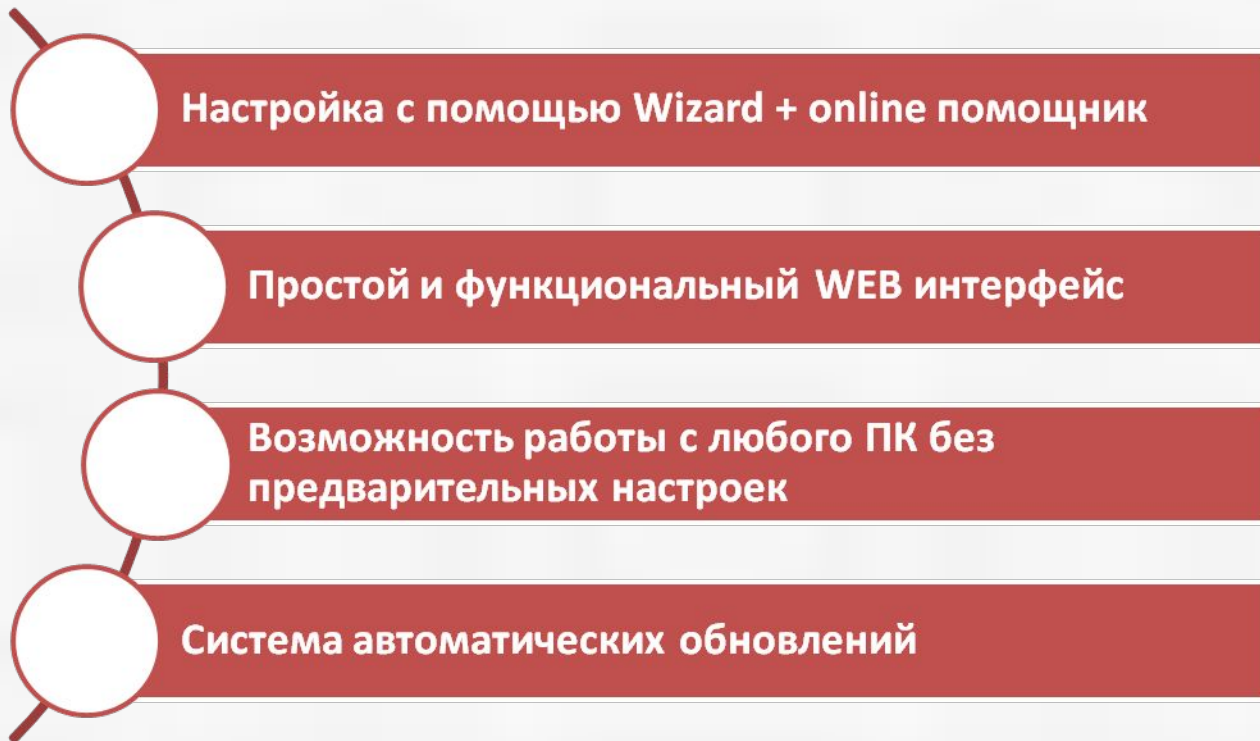 Настройка с помощью Wizard + online помощник
Простой и функциональный WEB интерфейс
Возможность работы с любого ПК без
предварительных настроек
Система автоматических обновлений